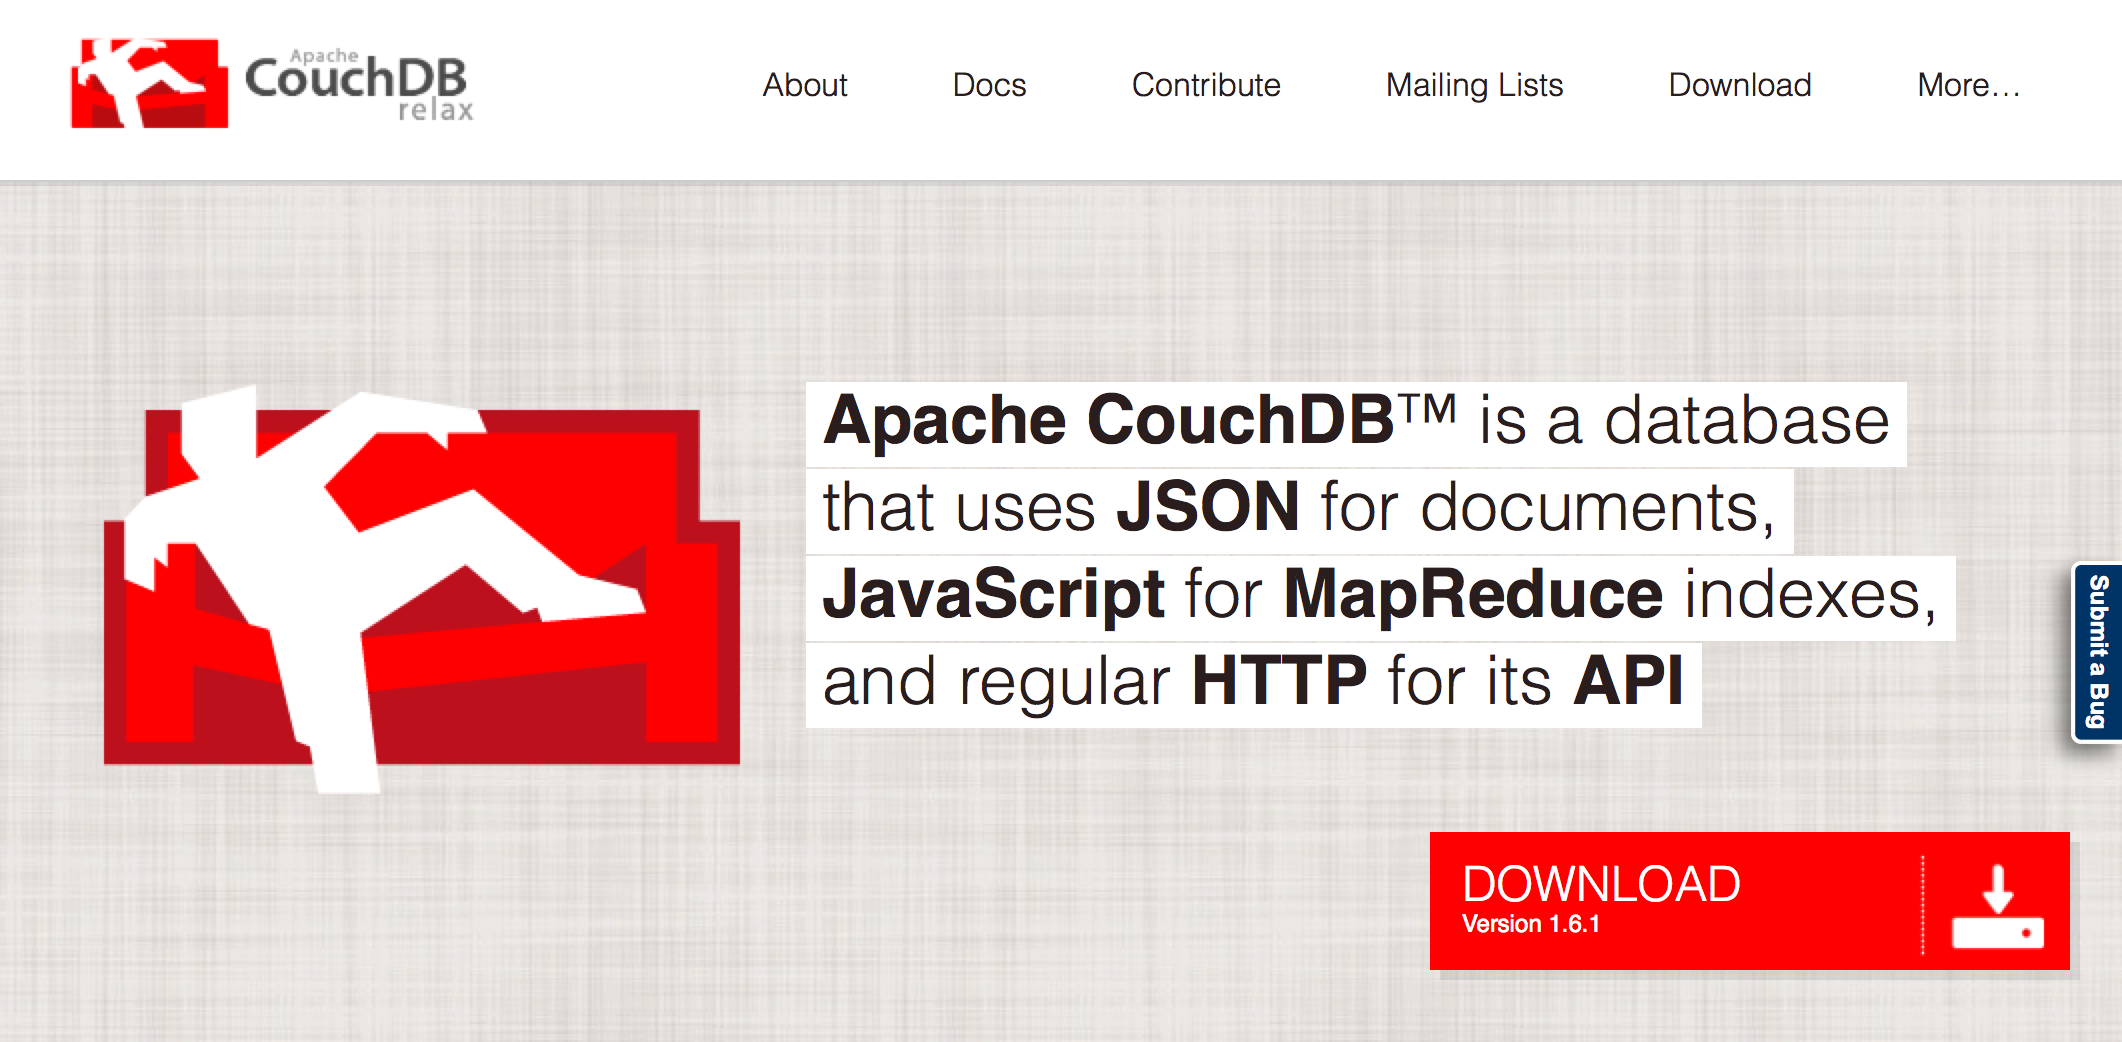 Apache
CouchDB
relax
About
Docs
Contribute
Mailing Lists
Download
More...
Apache CouchDB™ is a database
that uses JSON for documents,
JavaScript for MapReduce indexes,
and regular HTTP for its API
Submit a Bug
DOWNLOAD
Version 1.6.1